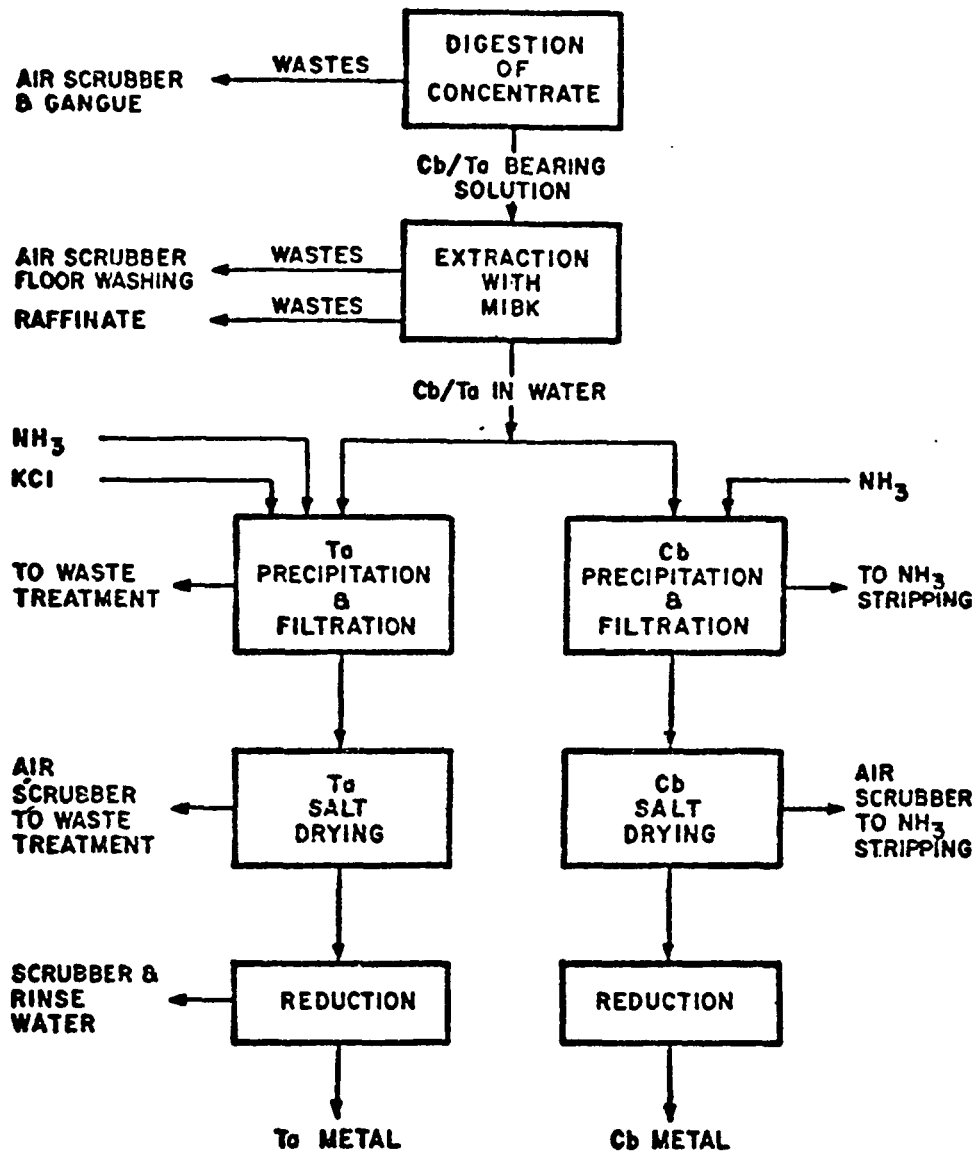 DIGESTION
OF
CONCENTRATE
WASTES
AIR SCRUBBER
& GANGUE
Cb/Ta BEARING
SOLUTION
EXTRACTION
WITH
MIBK
WASTES
AIR SCRUBBER
FLOOR WASHING
WASTES
RAFFINATE
Cb/Ta IN WATER
NH3
KCl
NH3
Ta
PRECIPITATION
&
FILTRATION
TO WASTE
TREATMENT
Cb
PRECIPITATION
&
FILTRATION
TO NH3
STRIPPING
AIR
SCRUBBER
TO WASTE
TREATMENT
Ta
SALT
DRYING
Cb
SALT
DRYING
AIR
SCRUBBER
TO NH3
STRIPPING
SCRUBBER &
RINSE
WATER
REDUCTION
REDUCTION
Ta METAL
Cb METAL